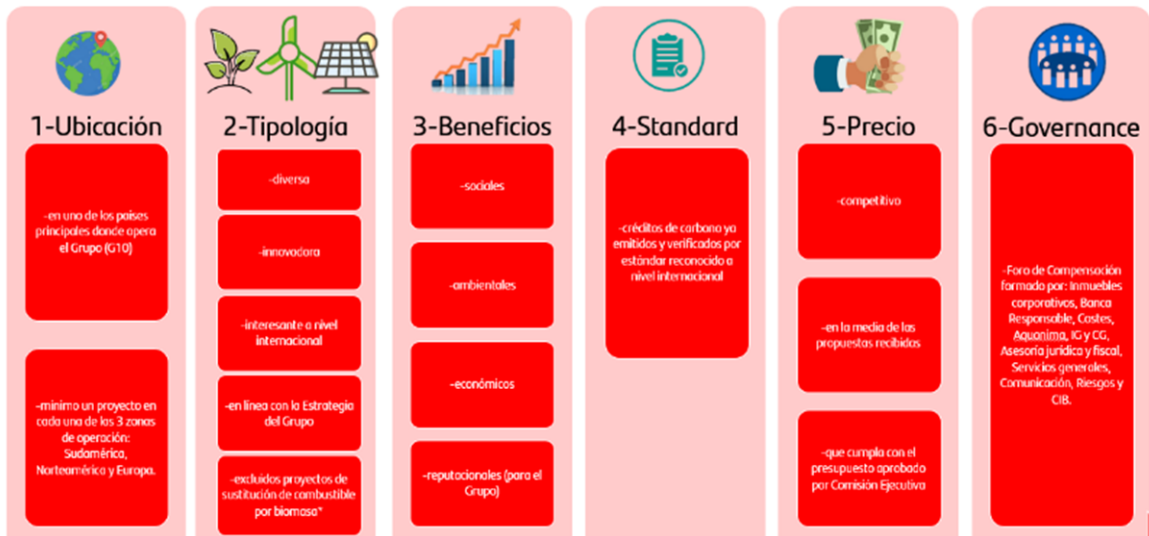 1-Ubicación
-en uno de los países
principales donde opera
el Grupo (G10)
-mínimo un proyecto en
cada una de las 3 zonas
de operación:
Sudamérica,
Norteamérica y Europa.
2-Tipología
-diversa
-innovadora
-interesante a nivel
internacional
-en línea con la Estrategia
del Grupo
-excluidos proyectos de
sustitución de combustible
por biomasa*
3-Beneficios
-sociales
-ambientales
-económicos
-reputacionales (para el
Grupo)
4-Standard
-créditos de carbono ya
emitidos y verificados por
estándar reconocido a
nivel internacional
5-Precio
-competitivo
-en la media de las
propuestas recibidas
-que cumpla con el
presupuesto aprobado
por Comisión Ejecutiva
6-Governance
-Foro de Compensación
formado por: Inmuebles
corporativos, Banca
Responsable, Costes,
Aquanima, IG y CG,
Asesoría jurídica y fiscal,
Servicios generales,
Comunicación, Riesgos y
CIB.